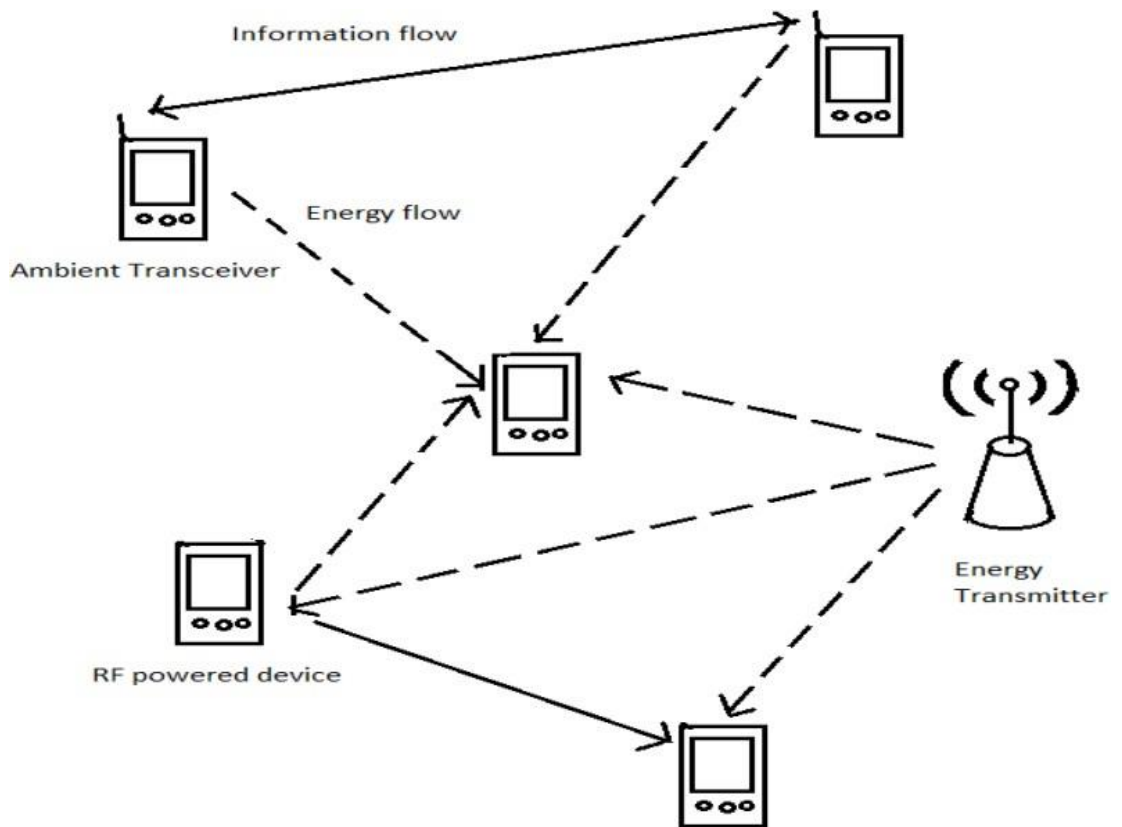 Information flow
Energy flow
Ambient Transceiver
Energy
Transmitter
RF powered device